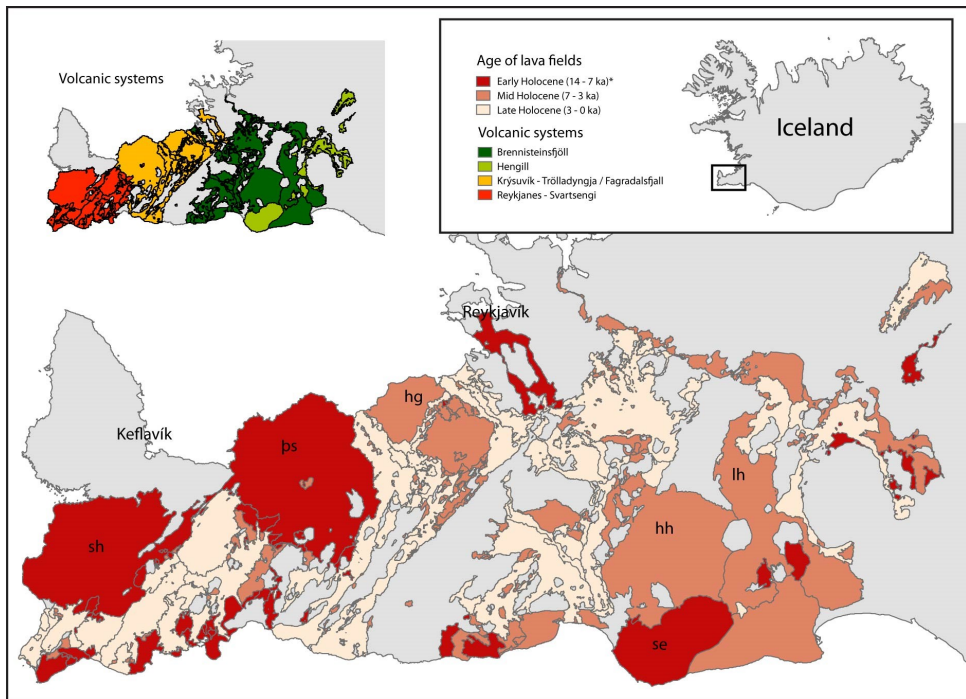 Volcanic systems
Age of lava fields
Early Holocene (14 - 7 ka)*
Mid Holocene (7 - 3 ka)
Late Holocene (3 - 0 ka)
Volcanic systems
Brennisteinsfjöll
Hengill
Krýsuvík - Trölladyngja / Fagradalsfjall
Reykjanes - Svartsengi
Iceland
Reykjavík
hg
Keflavík
þs
lh
hh
sh
se